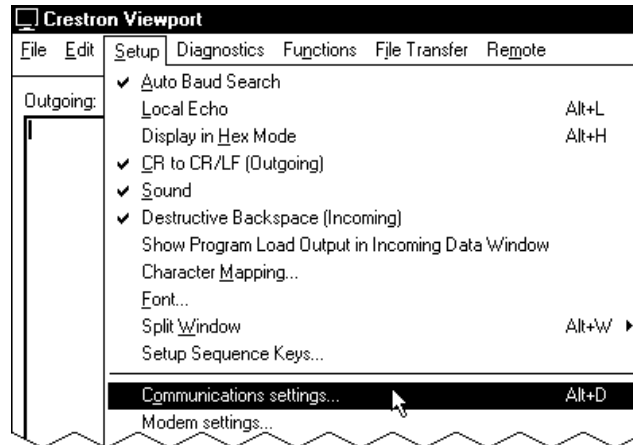 Crestron Viewport
File Edit Setup Diagnostics Functions File Transfer Remote
Auto Baud Search
Outgoing:
Local Echo Alt+L
Display in Hex Mode Alt+H
CR to CR/LF (Outgoing)
Sound
Destructive Backspace (Incoming)
Show Program Load Output in Incoming Data Window
Character Mapping...
Font...
Split Window Alt+W
Setup Sequence Keys...
Communications settings... Alt+D
Modem settings...